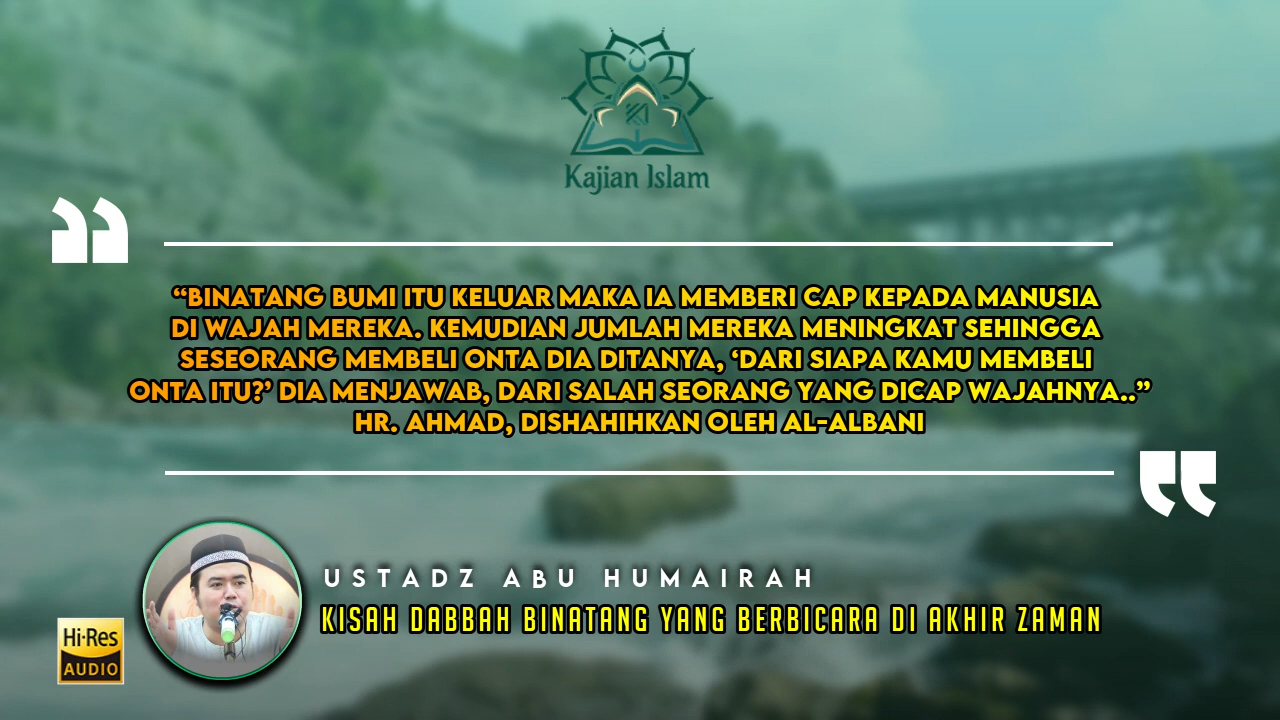 Kajian Islam
“BINATANG BUMI ITU KELUAR MAKA IA MEMBERI CAP KEPADA MANUSIA
DI WAJAH MEREKA. KEMUDIAN JUMLAH MEREKA MENINGKAT SEHINGGA
SESEORANG MEMBELI ONTA DIA DITANYA, ‘DARI SIAPA KAMU MEMBELI
ONTA ITU?’ DIA MENJAWAB, DARI SALAH SEORANG YANG DICAP WAJAHNYA..”
HR. AHMAD, DISHAHIHKAN OLEH AL-ALBANI
USTADZ ABU HUMAIRAH
KISAH DABBAH BINATANG YANG BERBICARA DI AKHIR ZAMAN
Hi-Res
AUDIO